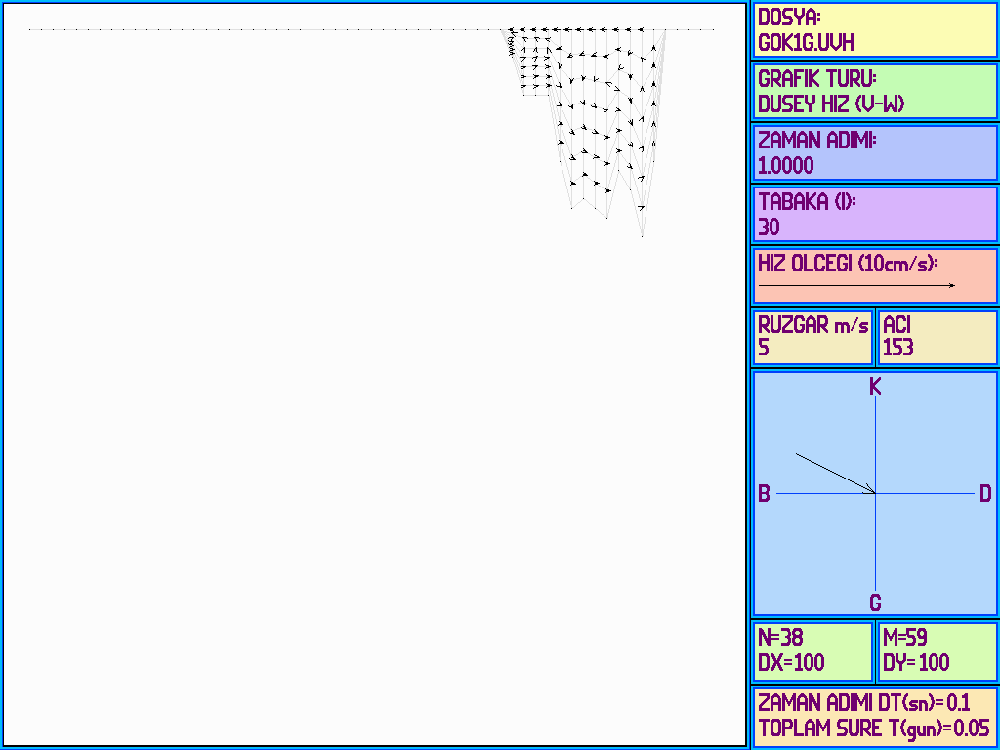 DOSYA:
GOK1G.UVH
GRAFIK TURU:
DUSEY HIZ (V-W)
ZAMAN ADIMI:
1.0000
TABAKA (I):
30
HIZ OLCEGI (10cm/s):
RUZGAR m/s
5
ACI
153
K
B
D
G
N=38
DX=100
M=59
DY=100
ZAMAN ADIMI DT(sn)=0.1
TOPLAM SURE T(gun)=0.05